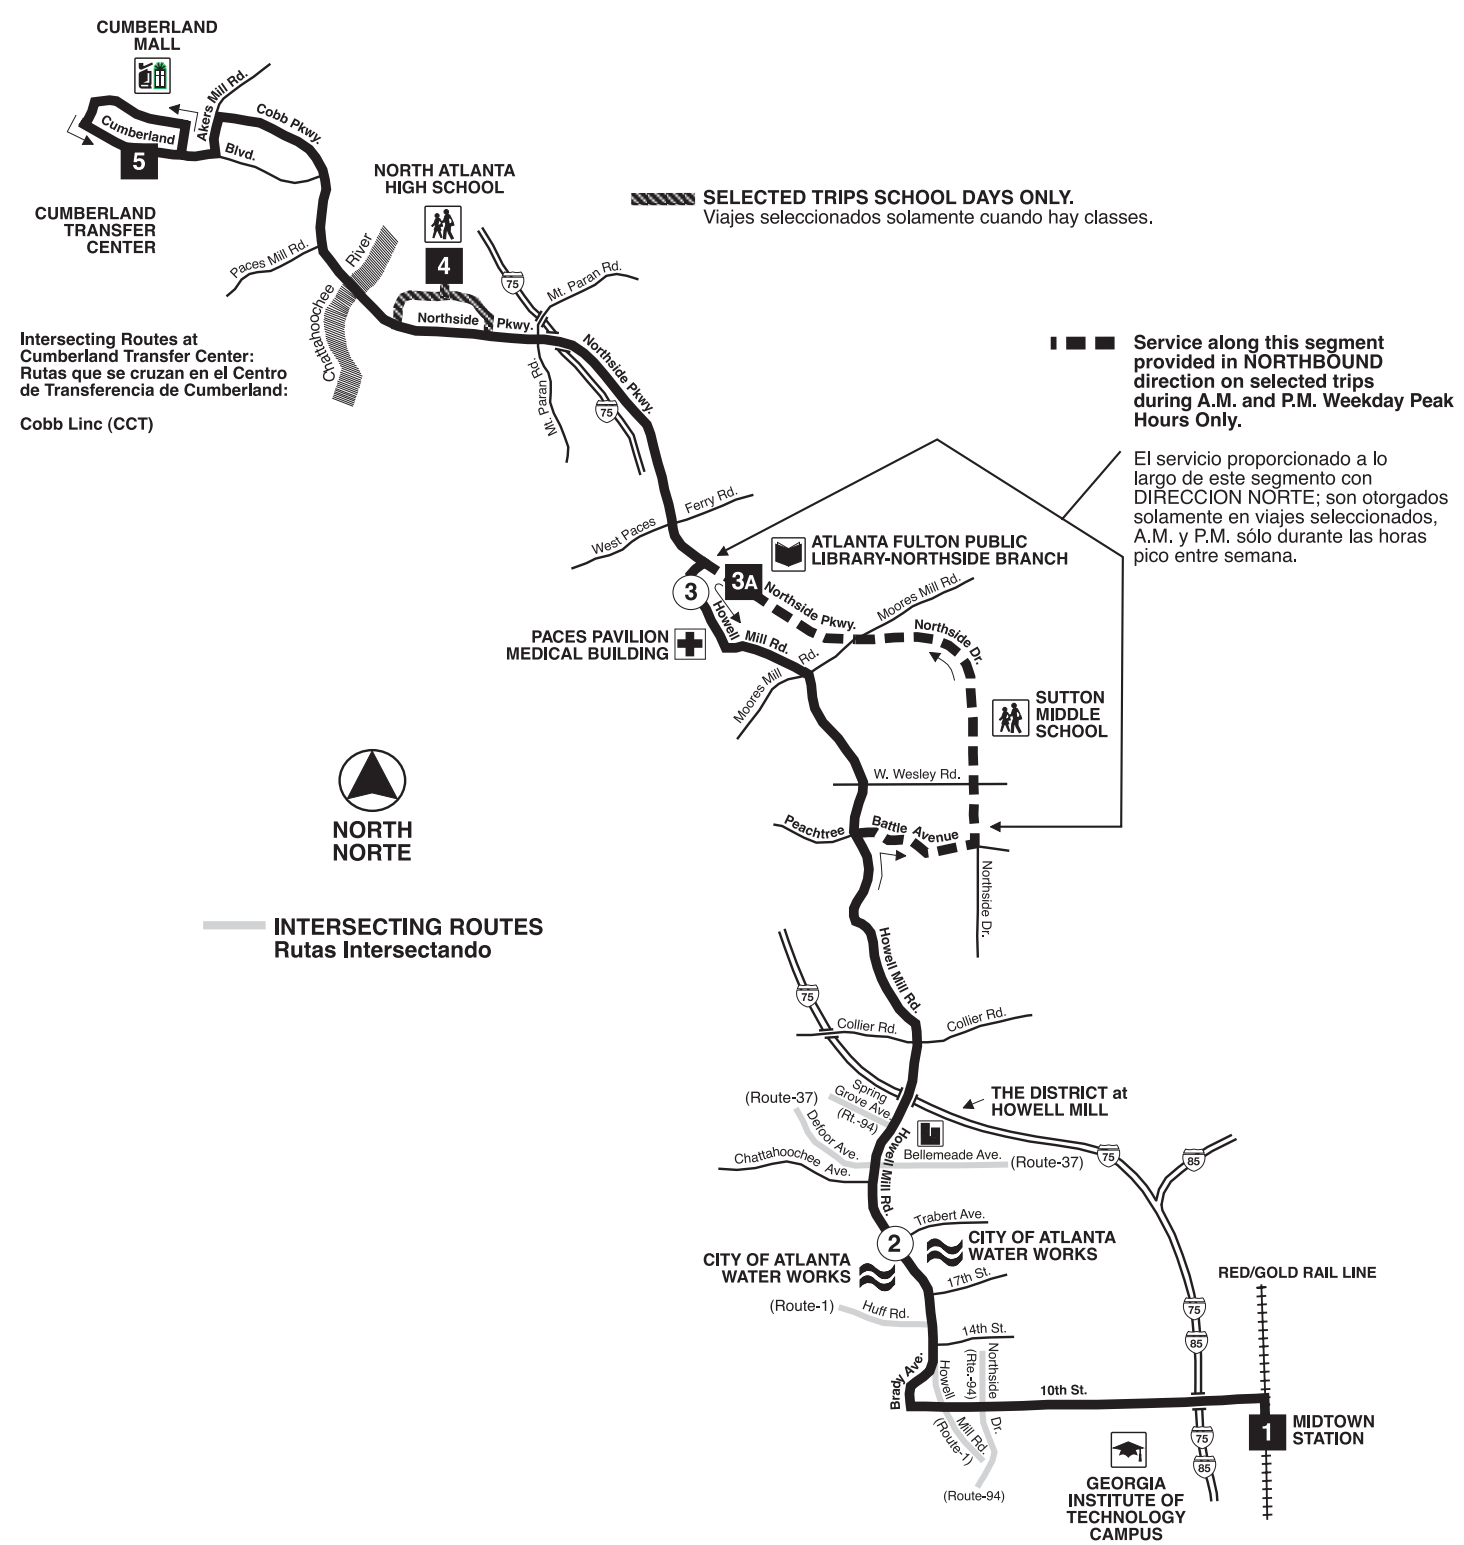 CUMBERLAND
MALL
Akers Mill Rd.
Cobb Pkwy.
Cumberland
Blvd.
5
CUMBERLAND
TRANSFER
CENTER
NORTH ATLANTA
HIGH SCHOOL
4
SELECTED TRIPS SCHOOL DAYS ONLY.
Viajes seleccionados solamente cuando hay classes.
Paces Mill Rd.
Chattahoochee
River
75
Mt. Paran Rd.
Northside
Pkwy.
Northside Pkwy.
Mt. Paran Rd.
75
Intersecting Routes at
Cumberland Transfer Center:
Rutas que se cruzan en el Centro
de Transferencia de Cumberland:
Cobb Linc (CCT)
Service along this segment
provided in NORTHBOUND
direction on selected trips
during A.M. and P.M. Weekday Peak
Hours Only.
El servicio proporcionado a lo
largo de este segmento con
DIRECCION NORTE; son otorgados
solamente en viajes seleccionados,
A.M. y P.M. sólo durante las horas
pico entre semana.
West Paces
Ferry Rd.
ATLANTA FULTON PUBLIC
LIBRARY-NORTHSIDE BRANCH
3
3A
Northside Pkwy.
Moores Mill Rd.
Northside Dr.
Howell
Mill Rd.
PACES PAVILION
MEDICAL BUILDING
Moores Mill
Rd.
SUTTON
MIDDLE
SCHOOL
W. Wesley Rd.
Peachtree
Battle Avenue
Northside Dr.
NORTH
NORTE
INTERSECTING ROUTES
Rutas Intersectando
Howell Mill Rd.
75
Collier Rd.
Collier Rd.
Spring
Grove Ave.
(Rt.-94)
(Route-37)
Defoor Ave.
THE DISTRICT at
HOWELL MILL
Howell Mill Rd.
Chattahoochee Ave.
Bellemeade Ave.
(Route-37)
75
85
Trabert Ave.
2
CITY OF ATLANTA
WATER WORKS
CITY OF ATLANTA
WATER WORKS
17th St.
RED/GOLD RAIL LINE
(Route-1)
Huff Rd.
75
14th St.
85
Brady Ave.
Howell
Mill Rd.
(Route-1)
Northside
Dr.
(Rte.-94)
10th St.
1
MIDTOWN
STATION
75
85
(Route-94)
GEORGIA
INSTITUTE OF
TECHNOLOGY
CAMPUS